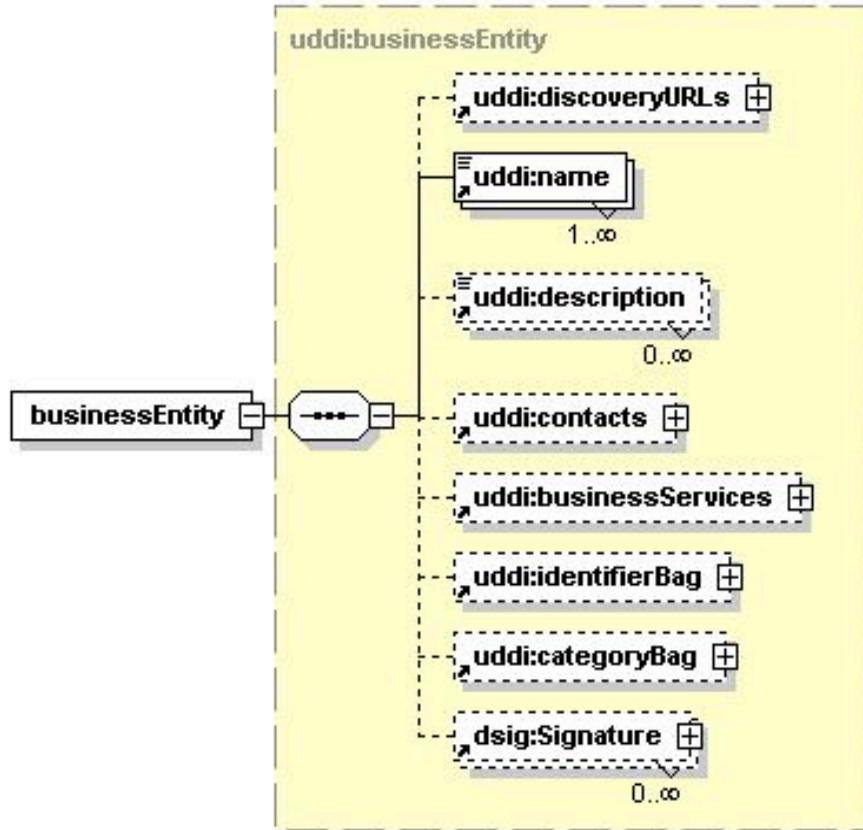 uddi:businessEntity
uddi:discoveryURLs
uddi:name
1..∞
uddi:description
0..∞
businessEntity
uddi:contacts
uddi:businessServices
uddi:identifierBag
uddi:categoryBag
dsig:Signature
0..∞